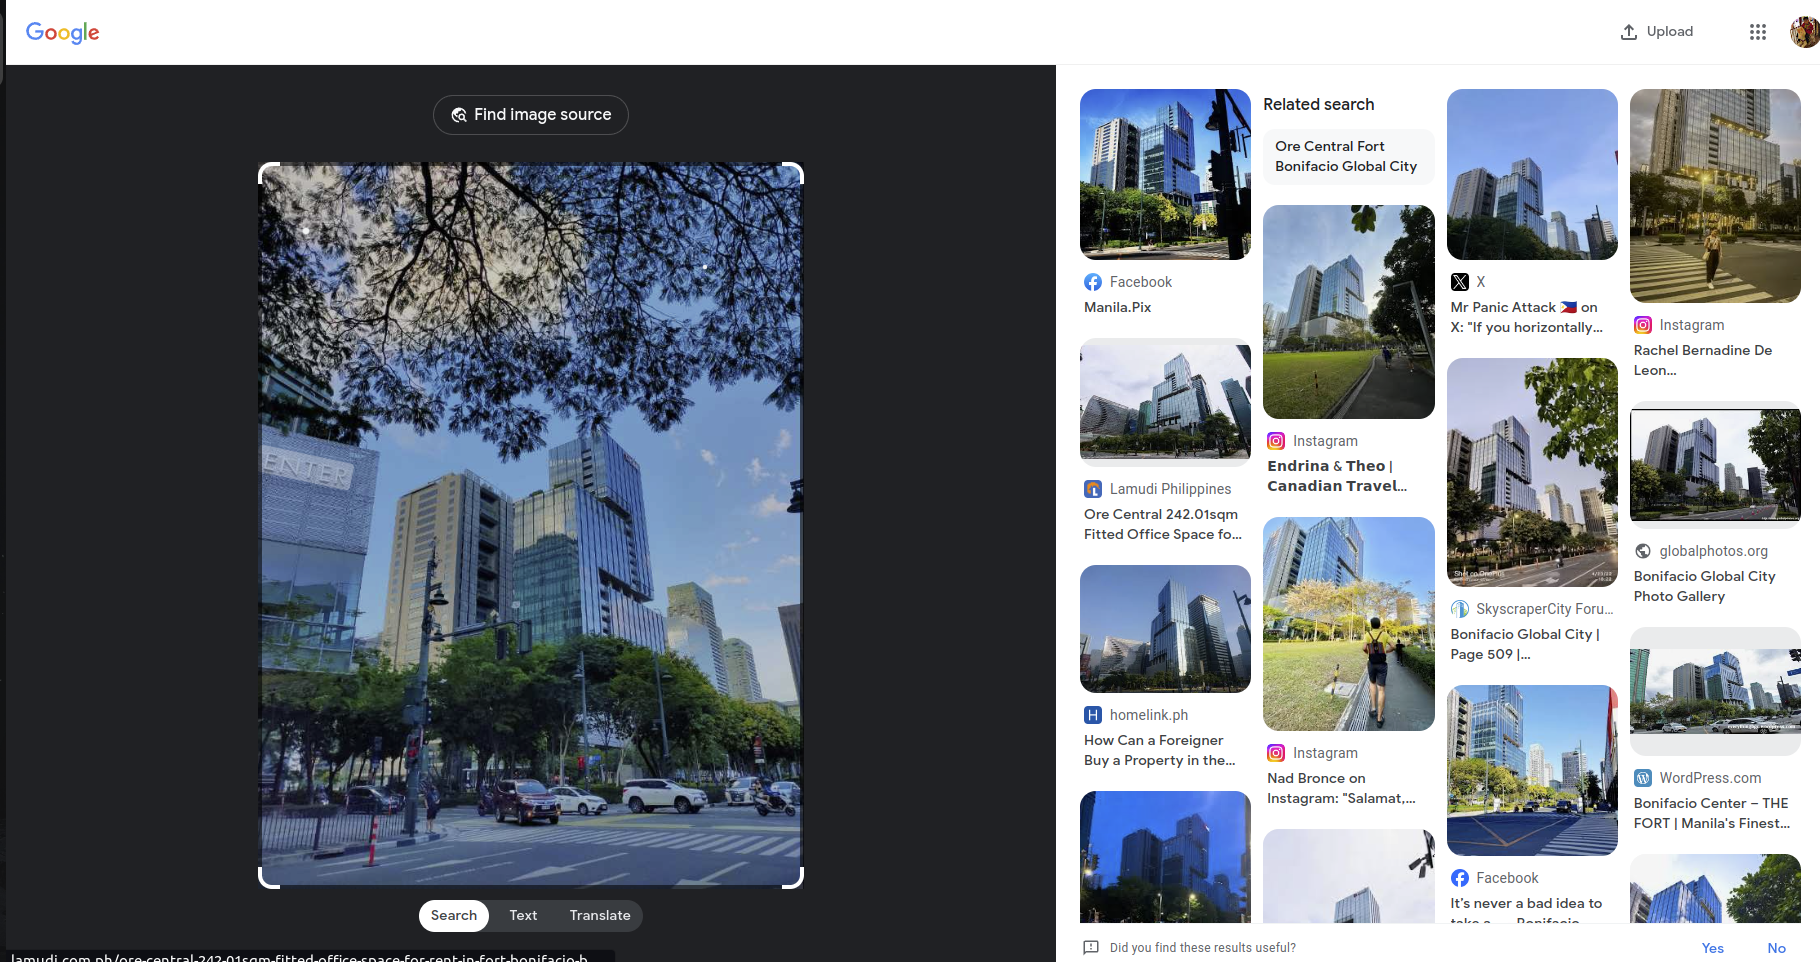 Google
Upload
Find image source
ENTER
Search
Text
Translate
lamudi.com.ph/ore-central-242-01sqm-fitted-office-space-for-rent-in-fort-bonifacio-b
Facebook
Manila.Pix
Lamudi Philippines
Ore Central 242.01sqm
Fitted Office Space fo...
homelink.ph
How Can a Foreigner
Buy a Property in the...
Related search
Ore Central Fort
Bonifacio Global City
Instagram
Endrina & Theo |
Canadian Travel...
Instagram
Nad Bronce on
Instagram: "Salamat,...
X
Mr Panic Attack 🇵🇭 on
X: "If you horizontally...
SkyscraperCity Foru...
Bonifacio Global City |
Page 509 |...
Facebook
It's never a bad idea to
take a ... Bonifacio
Instagram
Rachel Bernadine De
Leon...
globalphotos.org
Bonifacio Global City
Photo Gallery
WordPress.com
Bonifacio Center – THE
FORT | Manila's Finest...
Did you find these results useful?
Yes
No